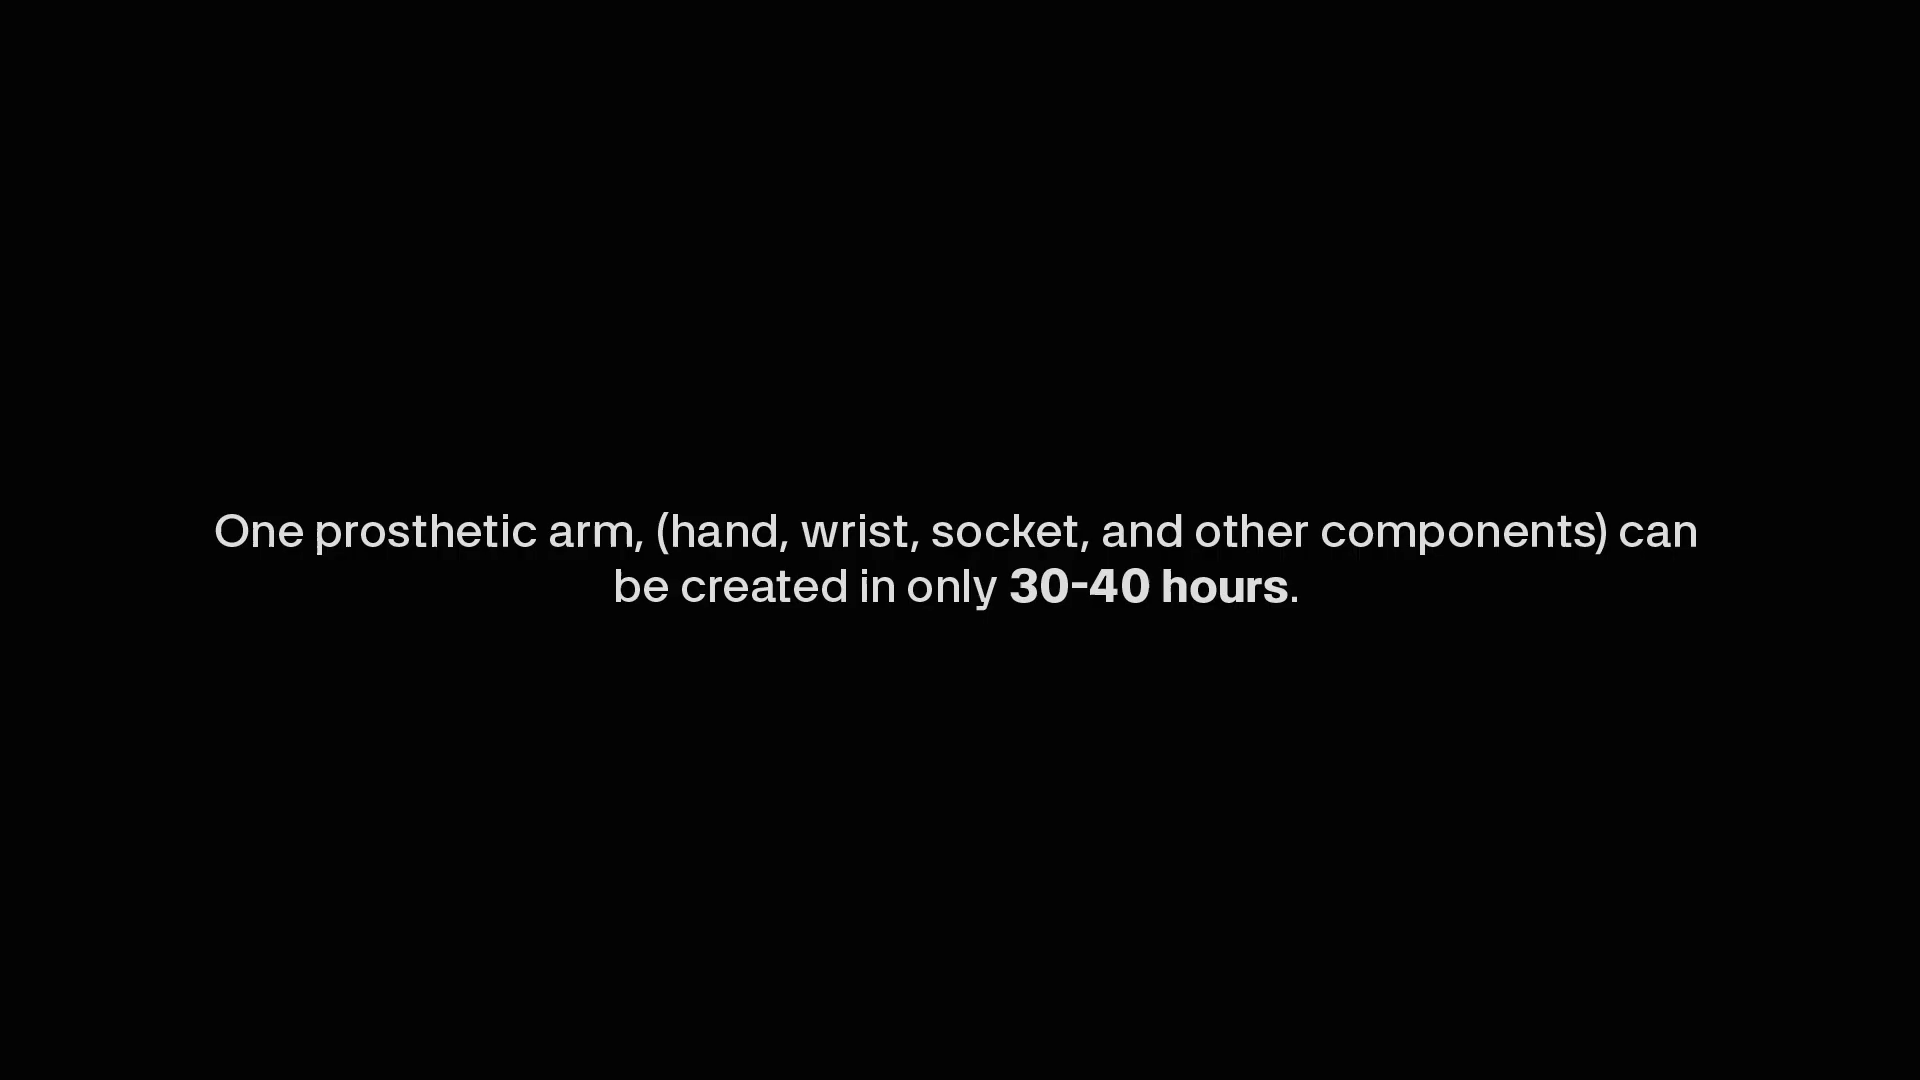 One prosthetic arm, (hand, wrist, socket, and other components) can
be created in only 30-40 hours.